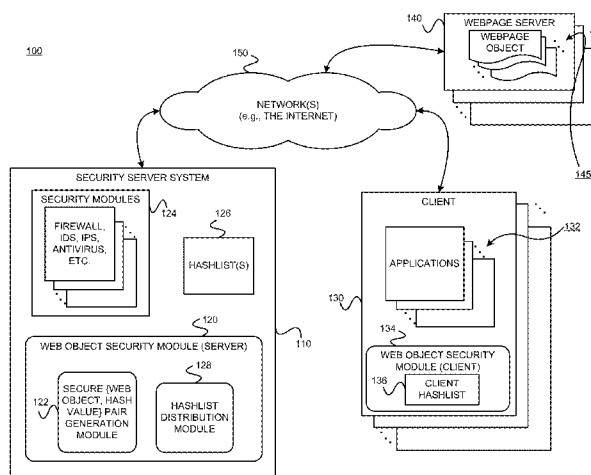 100
150
NETWORK(S)
(e.g., THE INTERNET)
140
WEBPAGE SERVER
WEBPAGE
OBJECT
145
SECURITY SERVER SYSTEM
SECURITY MODULES
124
FIREWALL,
IDS, IPS,
ANTIVIRUS,
ETC.
126
HASHLIST(S)
120
110
WEB OBJECT SECURITY MODULE (SERVER)
122
SECURE {WEB
OBJECT, HASH
VALUE} PAIR
GENERATION
MODULE
128
HASHLIST
DISTRIBUTION
MODULE
CLIENT
132
APPLICATIONS
130
134
WEB OBJECT SECURITY
MODULE (CLIENT)
136
CLIENT
HASHLIST